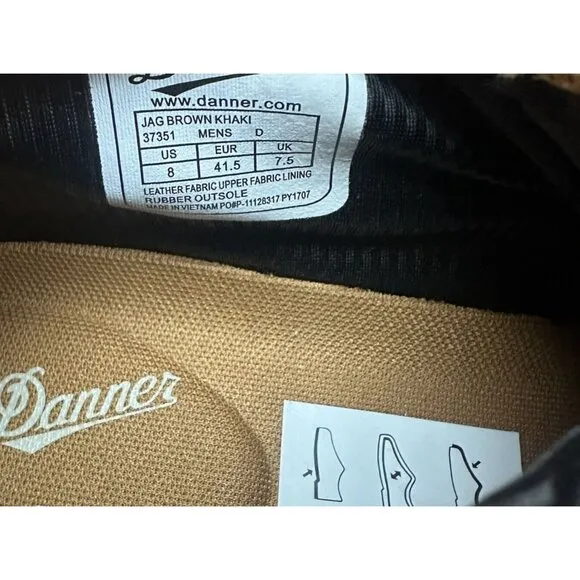 www.danner.com
JAG BROWN KHAKI
37351 MENS D
US EUR UK
8 41.5 7.5
LEATHER FABRIC UPPER FABRIC LINING
RUBBER OUTSOLE
MADE IN VIETNAM PO#P-11128317 PY1707
Danner